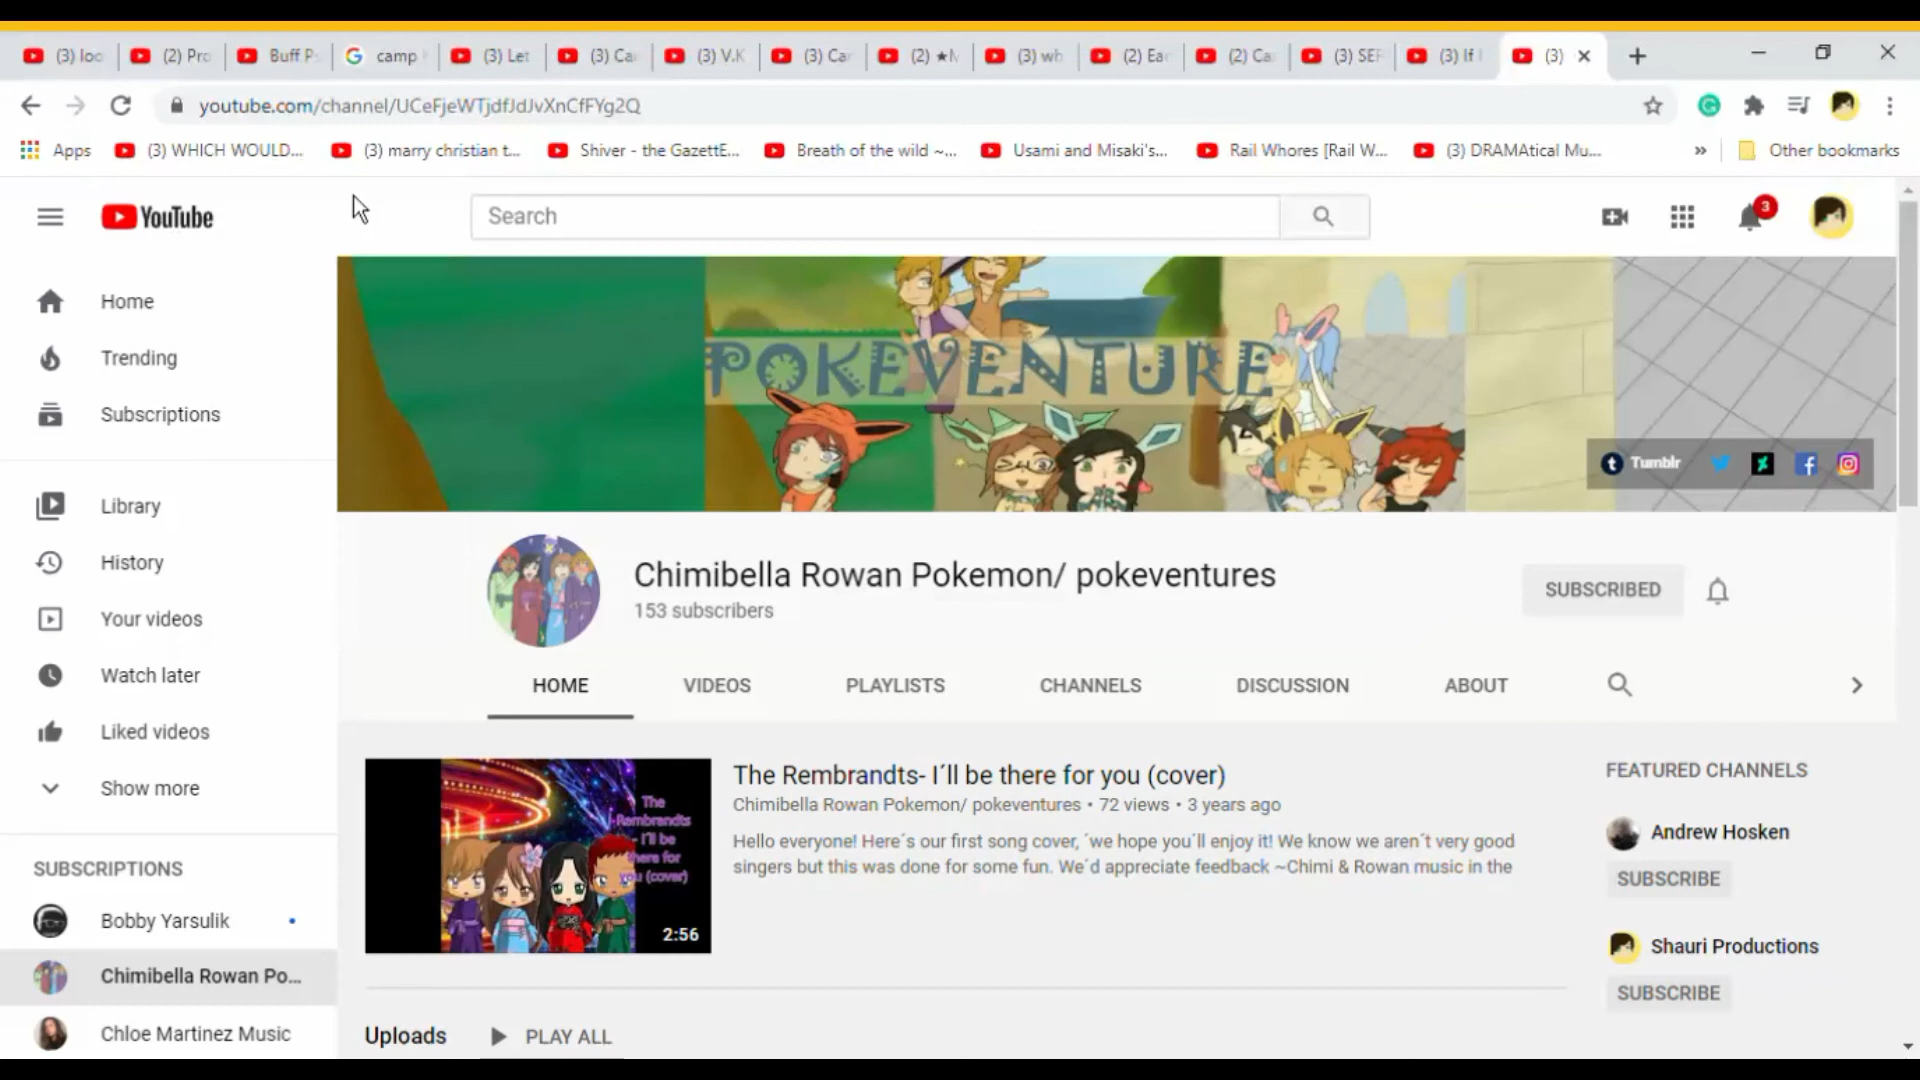 (3) loo (2) Pro Buff Ps camp (3) Let (3) Ca (3) V.K (3) Car (2) ★ (3) wh (2) Ea (2) Ca (3) SEF (3) If I (3)
youtube.com/channel/UCeFjeWTjdfJdJvXnCfFYg2Q
Apps (3) WHICH WOULD... (3) marry christian t... Shiver - the GazettE... Breath of the wild ~... Usami and Misaki's... Rail Whores [Rail W... (3) DRAMAtical Mu... » Other bookmarks
YouTube Search 3
Home
Trending
Subscriptions
Library
History
Your videos
Watch later
Liked videos
Show more
SUBSCRIPTIONS
Bobby Yarsulik
Chimibella Rowan Po...
Chloe Martinez Music
POKEVENTURE
Tumblr
Chimibella Rowan Pokemon/ pokeventures
153 subscribers
SUBSCRIBED
HOME VIDEOS PLAYLISTS CHANNELS DISCUSSION ABOUT
The
Rembrandts
- I'll be
there for
you (cover)
2:56
The Rembrandts- I´ll be there for you (cover)
Chimibella Rowan Pokemon/ pokeventures • 72 views • 3 years ago
Hello everyone! Here´s our first song cover, ´we hope you´ll enjoy it! We know we aren´t very good
singers but this was done for some fun. We´d appreciate feedback ~Chimi & Rowan music in the
Uploads PLAY ALL
FEATURED CHANNELS
Andrew Hosken
SUBSCRIBE
Shauri Productions
SUBSCRIBE